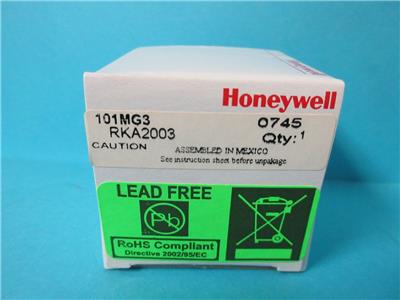 Honeywell
101MG3 0745
RKA2003 Qty:1
CAUTION ASSEMBLED IN MEXICO
See instruction sheet before unpakage
LEAD FREE
Pb
RoHS Compliant
Directive 2002/95/EC